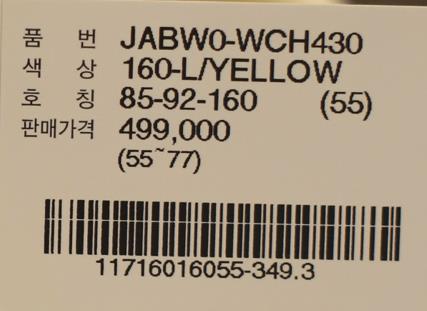 품 번 JABW0-WCH430
색 상 160-L/YELLOW
호 칭 85-92-160 (55)
판매가격 499,000
(55~77)
11716016055-349.3